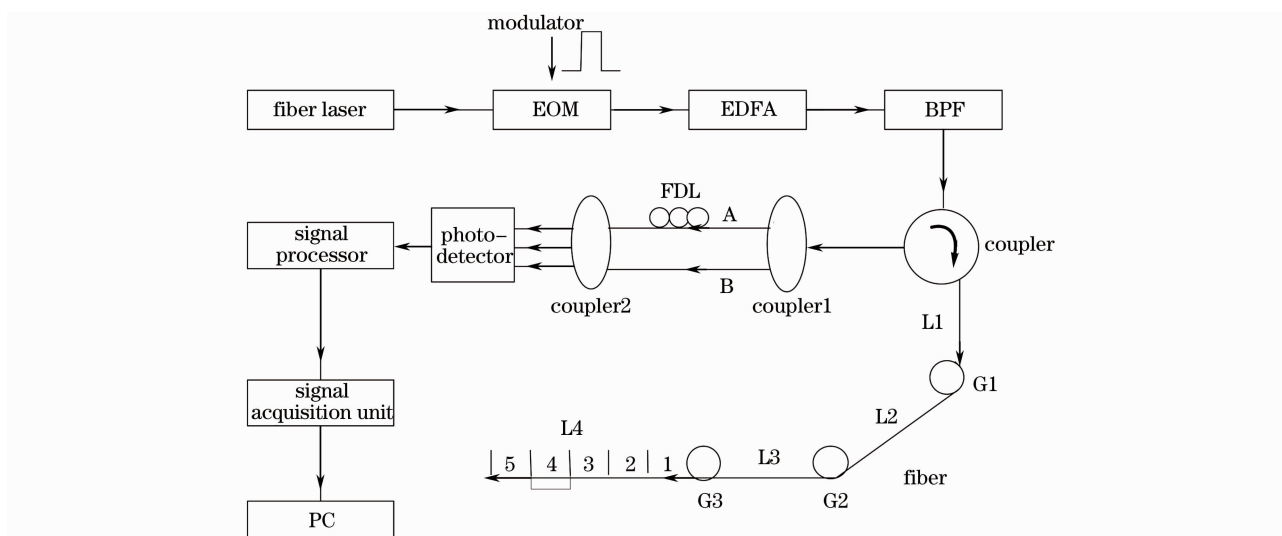 modulator
fiber laser
EOM
EDFA
BPF
FDL
A
signal
processor
photo-
detector
coupler
B
coupler2
coupler1
L1
G1
signal
acquisition unit
L2
L4
5 4 3 2 1
L3
fiber
G3
G2
PC